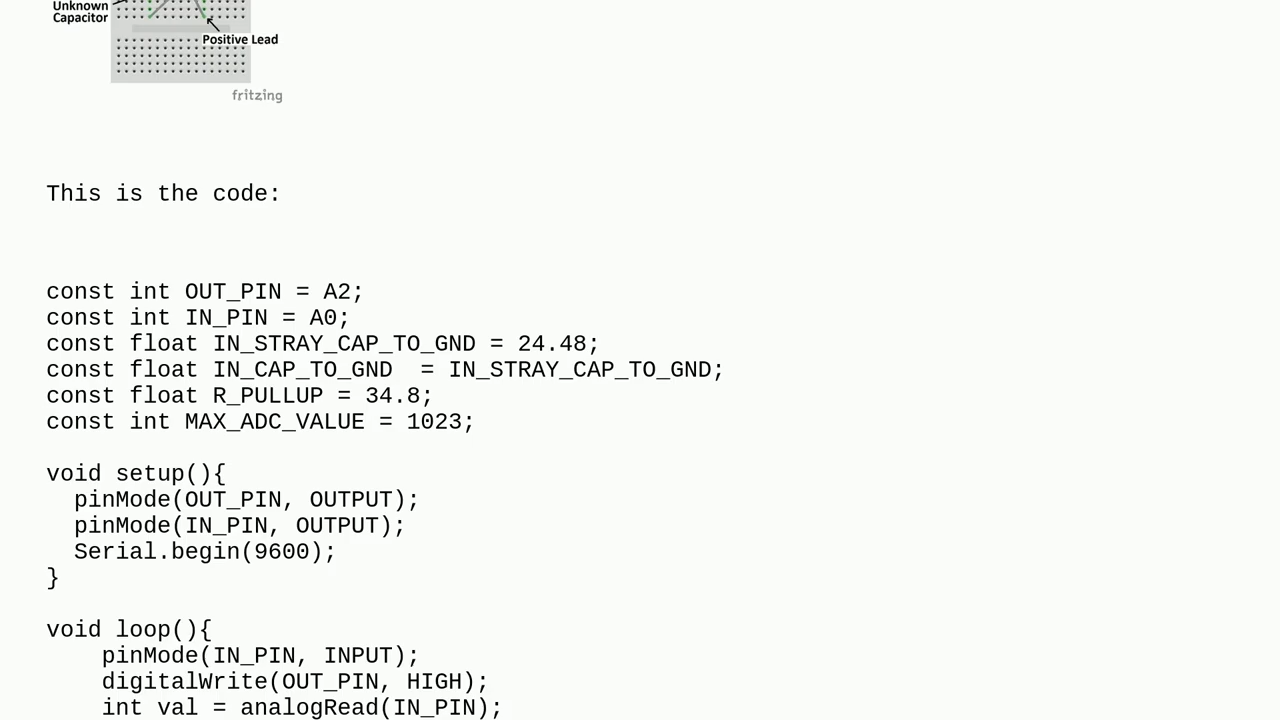 Unknown
Capacitor
Positive Lead
fritzing
This is the code:
const int OUT_PIN = A2;
const int IN_PIN = A0;
const float IN_STRAY_CAP_TO_GND = 24.48;
const float IN_CAP_TO_GND  = IN_STRAY_CAP_TO_GND;
const float R_PULLUP = 34.8;
const int MAX_ADC_VALUE = 1023;
void setup(){
  pinMode(OUT_PIN, OUTPUT);
  pinMode(IN_PIN, OUTPUT);
  Serial.begin(9600);
}
void loop(){
    pinMode(IN_PIN, INPUT);
    digitalWrite(OUT_PIN, HIGH);
    int val = analogRead(IN_PIN);